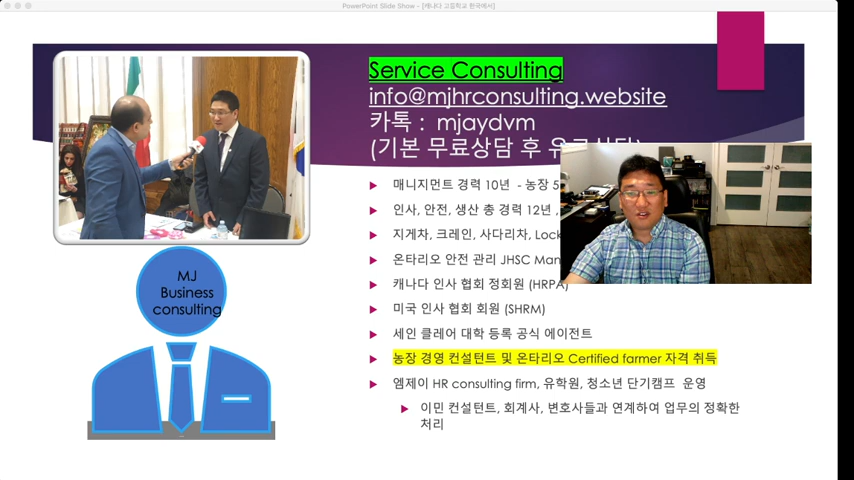 PowerPoint Slide Show - [캐나다 고등학교 한국에서]
Service Consulting
info@mjhrconsulting.website
카톡 : mjaydvm
(기본 무료상담 후 유료상담)
매니지먼트 경력 10년 - 농장 5
인사, 안전, 생산 총 경력 12년 ,
지게차, 크레인, 사다리차, Lock
온타리오 안전 관리 JHSC Man
캐나다 인사 협회 정회원 (HRPA)
미국 인사 협회 회원 (SHRM)
세인 클레어 대학 등록 공식 에이전트
농장 경영 컨설턴트 및 온타리오 Certified farmer 자격 취득
엠제이 HR consulting firm, 유학원, 청소년 단기캠프 운영
이민 컨설턴트, 회계사, 변호사들과 연계하여 업무의 정확한
처리
MJ
Business
consulting